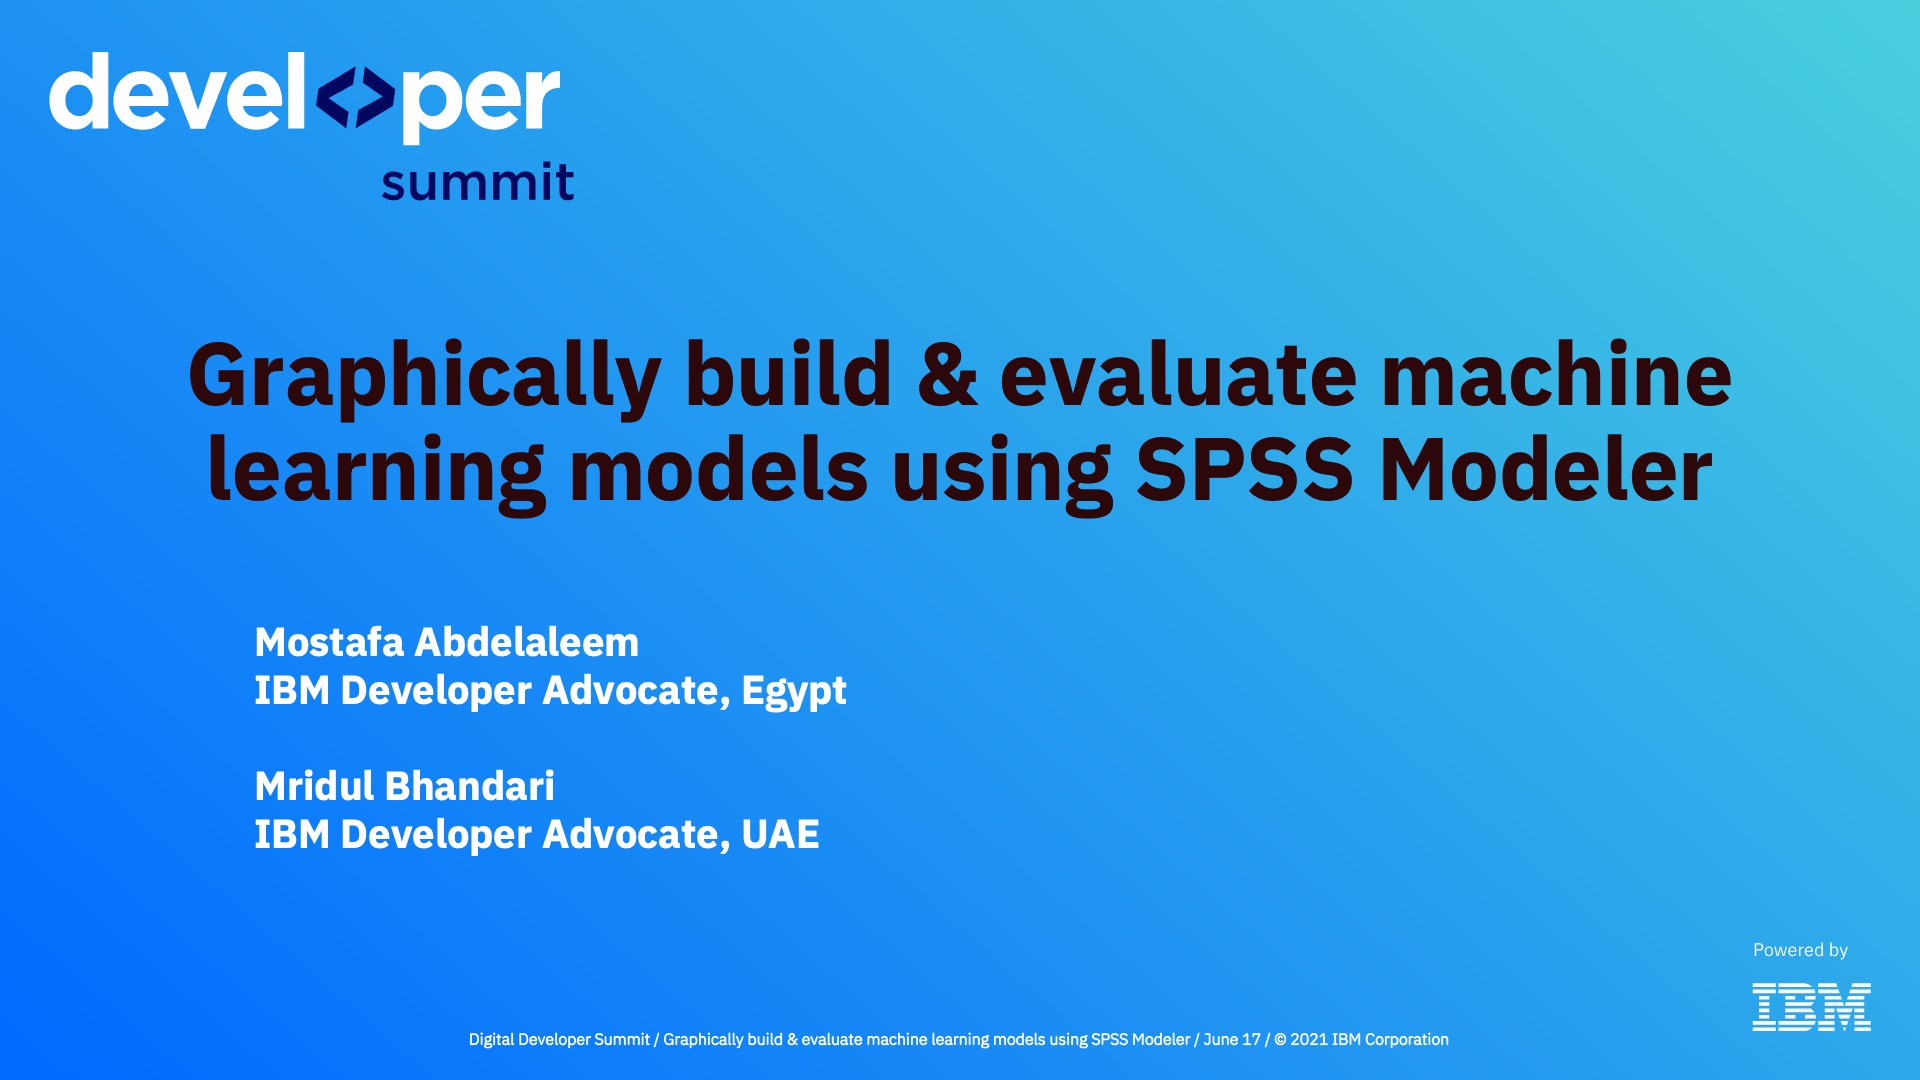 devel<>per
summit
Graphically build & evaluate machine
learning models using SPSS Modeler
Mostafa Abdelaleem
IBM Developer Advocate, Egypt
Mridul Bhandari
IBM Developer Advocate, UAE
Powered by
IBM
Digital Developer Summit / Graphically build & evaluate machine learning models using SPSS Modeler / June 17 / © 2021 IBM Corporation